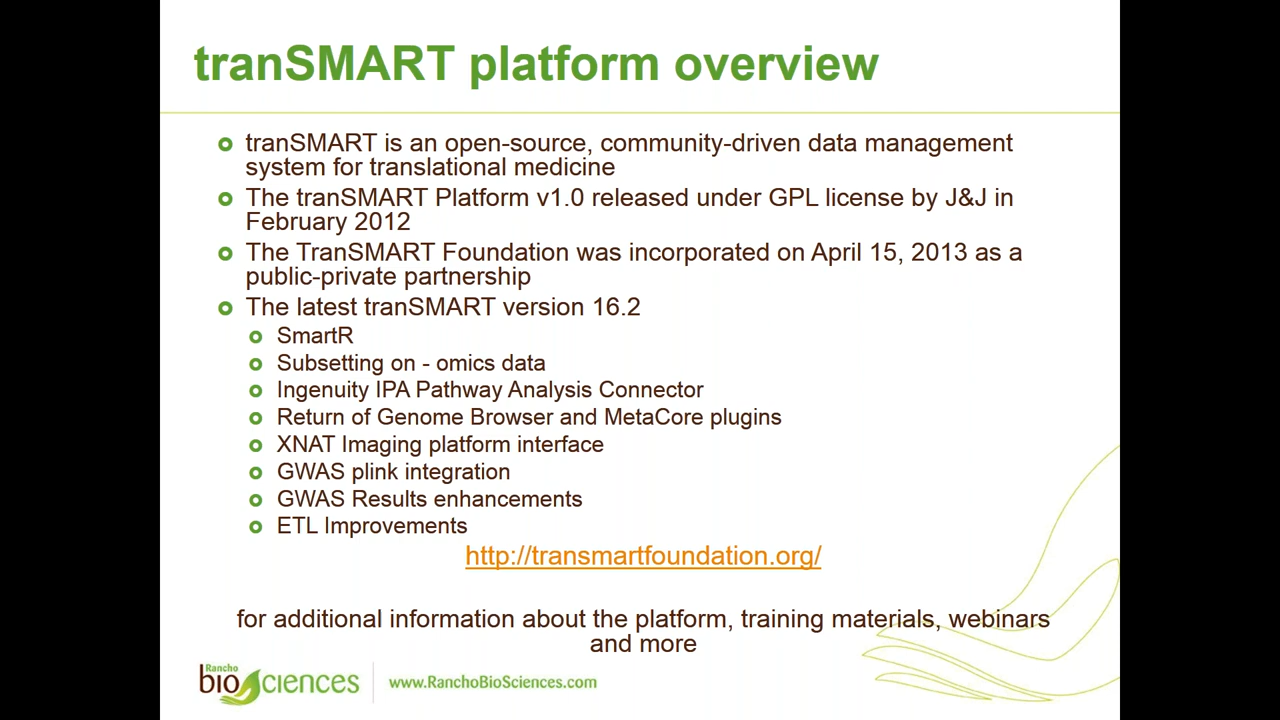 tranSMART platform overview
tranSMART is an open-source, community-driven data management
system for translational medicine
The tranSMART Platform v1.0 released under GPL license by J&J in
February 2012
The TranSMART Foundation was incorporated on April 15, 2013 as a
public-private partnership
The latest tranSMART version 16.2
SmartR
Subsetting on - omics data
Ingenuity IPA Pathway Analysis Connector
Return of Genome Browser and MetaCore plugins
XNAT Imaging platform interface
GWAS plink integration
GWAS Results enhancements
ETL Improvements
http://transmartfoundation.org/
for additional information about the platform, training materials, webinars
and more
Rancho
bioSCIENCES
www.RanchoBioSciences.com